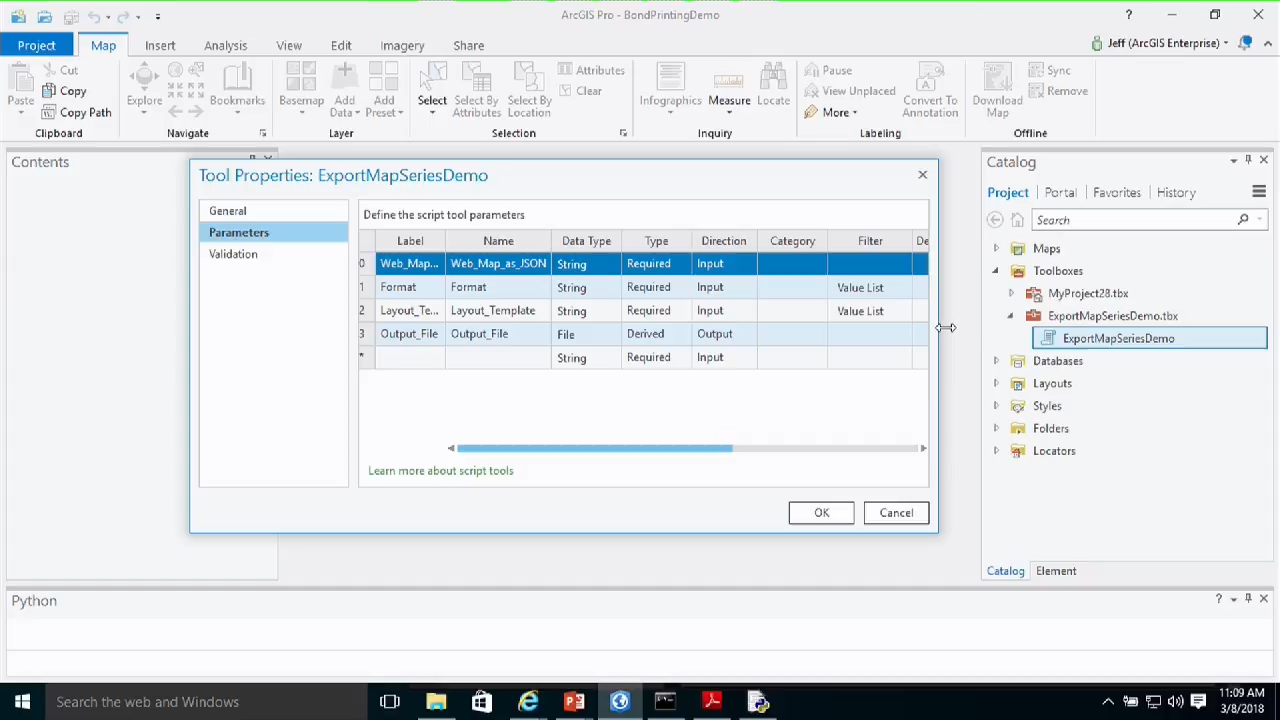 ArcGIS Pro - BondPrintingDemo
?
Project Map Insert Analysis View Edit Imagery Share
Jeff (ArcGIS Enterprise)
Paste Cut Copy Copy Path
Clipboard
Explore Bookmarks
Navigate
Basemap Add Data Add Preset
Layer
Select Select By Attributes Select By Location Attributes Clear
Selection
Infographics Measure Locate
Inquiry
Pause View Unplaced More Convert To Annotation
Labeling
Download Map Sync Remove
Offline
Contents
Tool Properties: ExportMapSeriesDemo
General
Parameters
Validation
Define the script tool parameters
Label Name Data Type Type Direction Category Filter De
0 Web_Map... Web_Map_as_JSON String Required Input
1 Format Format String Required Input Value List
2 Layout_Te... Layout_Template String Required Input Value List
3 Output_File Output_File File Derived Output
* String Required Input
Learn more about script tools
OK Cancel
Catalog
Project Portal Favorites History
Search
Maps
Toolboxes
MyProject28.tbx
ExportMapSeriesDemo.tbx
ExportMapSeriesDemo
Databases
Layouts
Styles
Folders
Locators
Catalog Element
Python
?
Search the web and Windows
11:09 AM
3/8/2018